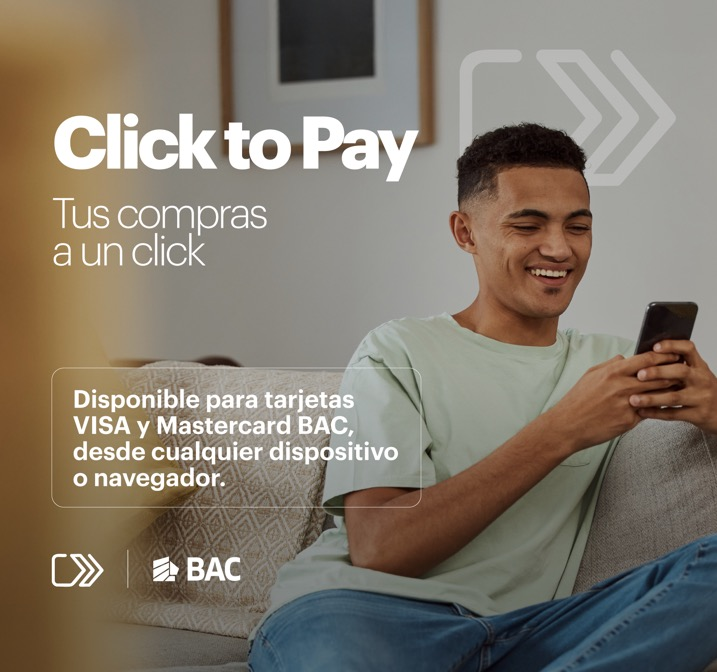 Click to Pay
Tus compras
a un click
Disponible para tarjetas
VISA y Mastercard BAC,
desde cualquier dispositivo
o navegador.
BAC